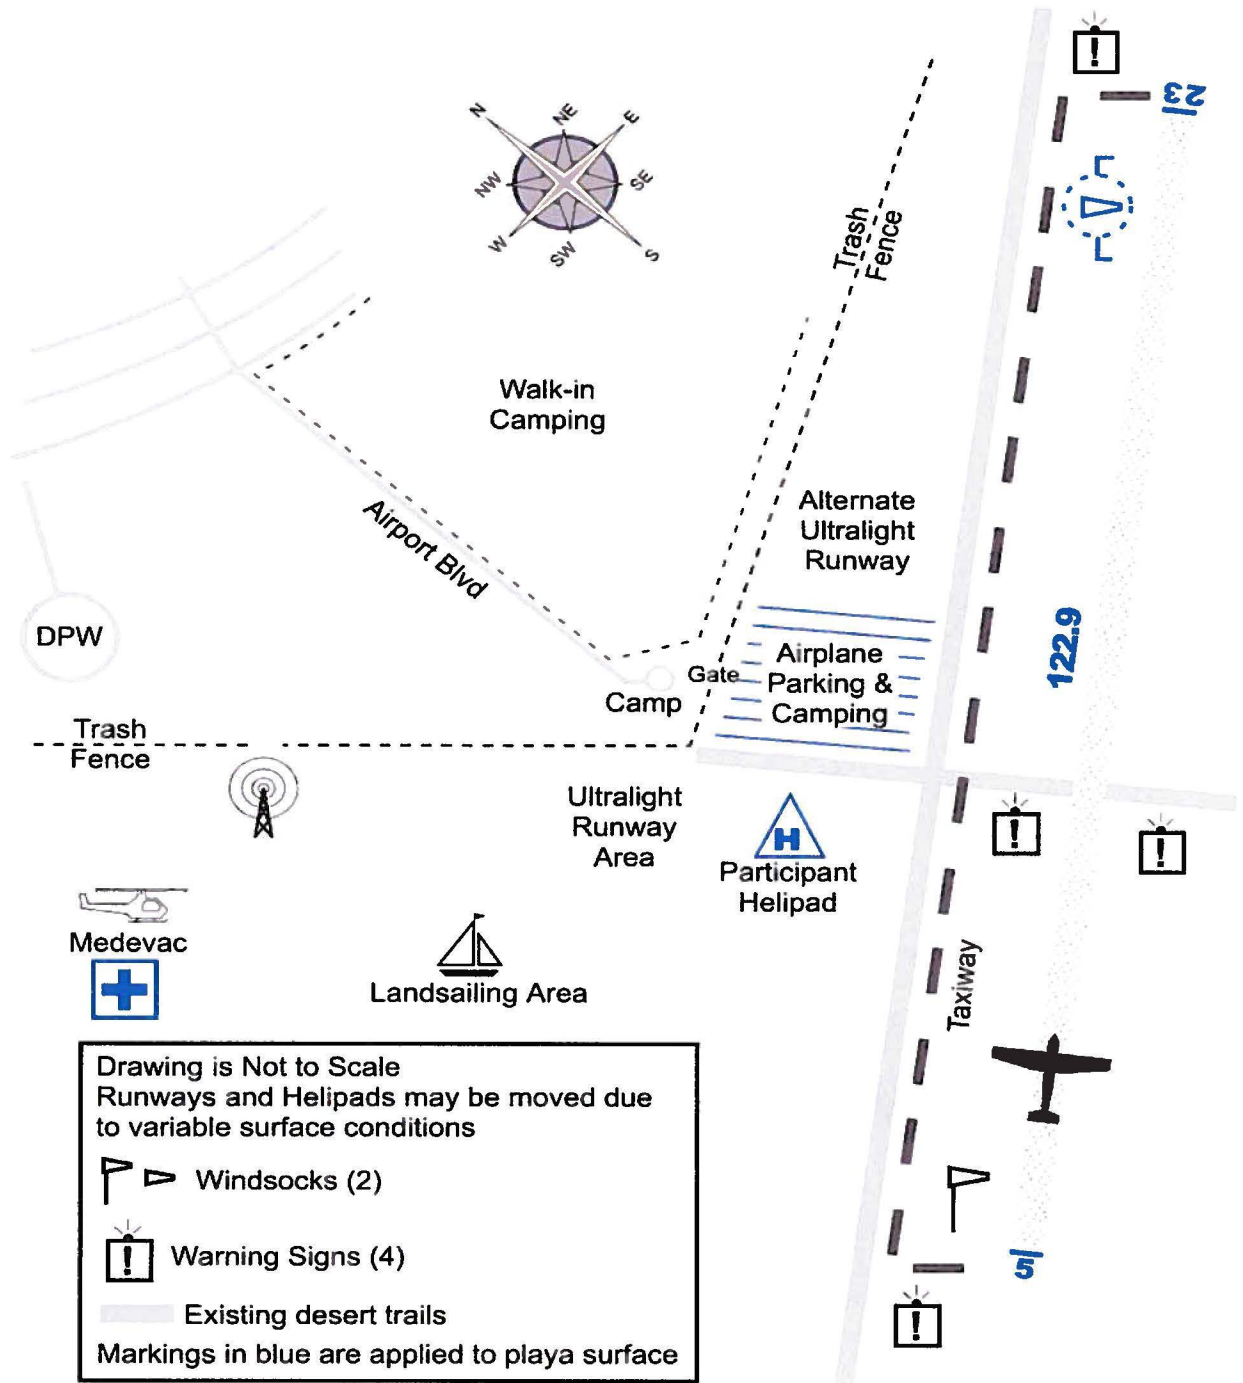 23
N
NE
E
NW
SE
W
SW
S
Trash
Fence
Walk-in
Camping
Airport Blvd
Alternate
Ultralight
Runway
122.9
DPW
Airplane
Parking &
Camping
Gate
Camp
Trash
Fence
Ultralight
Runway
Area
H
Participant
Helipad
Medevac
Landsailing Area
Taxiway
Drawing is Not to Scale
Runways and Helipads may be moved due
to variable surface conditions
Windsocks (2)
! Warning Signs (4)
Existing desert trails
Markings in blue are applied to playa surface
5
!
!
!
!